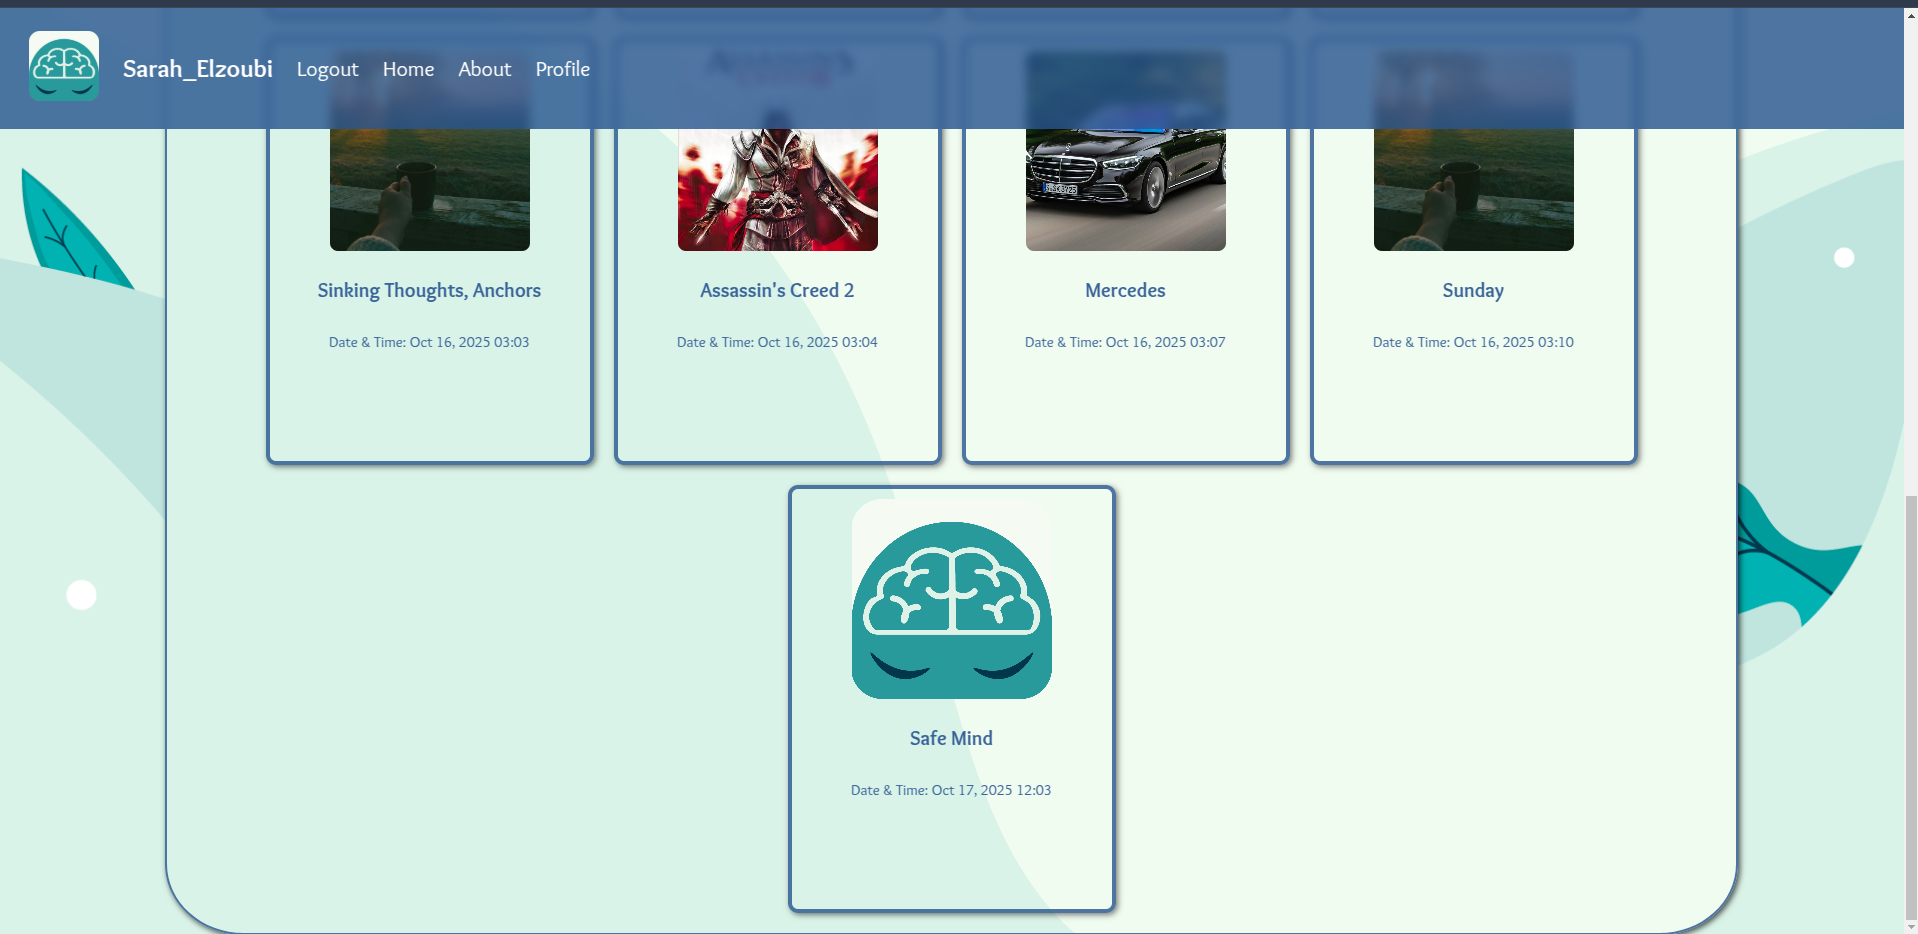 Sarah_Elzoubi Logout Home About Profile
Sinking Thoughts, Anchors
Date & Time: Oct 16, 2025 03:03
Assassin's Creed 2
Date & Time: Oct 16, 2025 03:04
Mercedes
Date & Time: Oct 16, 2025 03:07
Sunday
Date & Time: Oct 16, 2025 03:10
Safe Mind
Date & Time: Oct 17, 2025 12:03